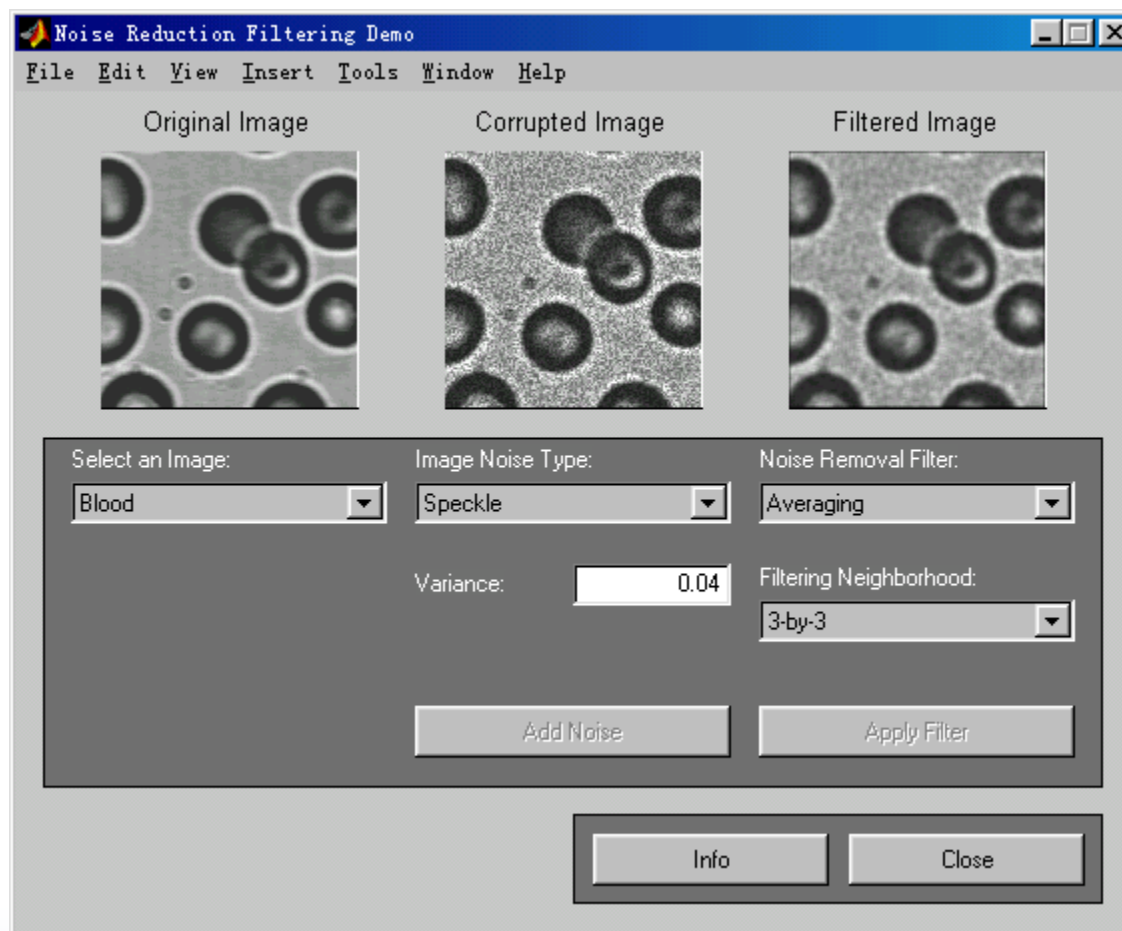 Noise Reduction Filtering Demo
File Edit View Insert Tools Window Help
Original Image
Corrupted Image
Filtered Image
Select an Image:
Image Noise Type:
Noise Removal Filter:
Blood
Speckle
Averaging
Variance:
0.04
Filtering Neighborhood:
3-by-3
Add Noise
Apply Filter
Info
Close